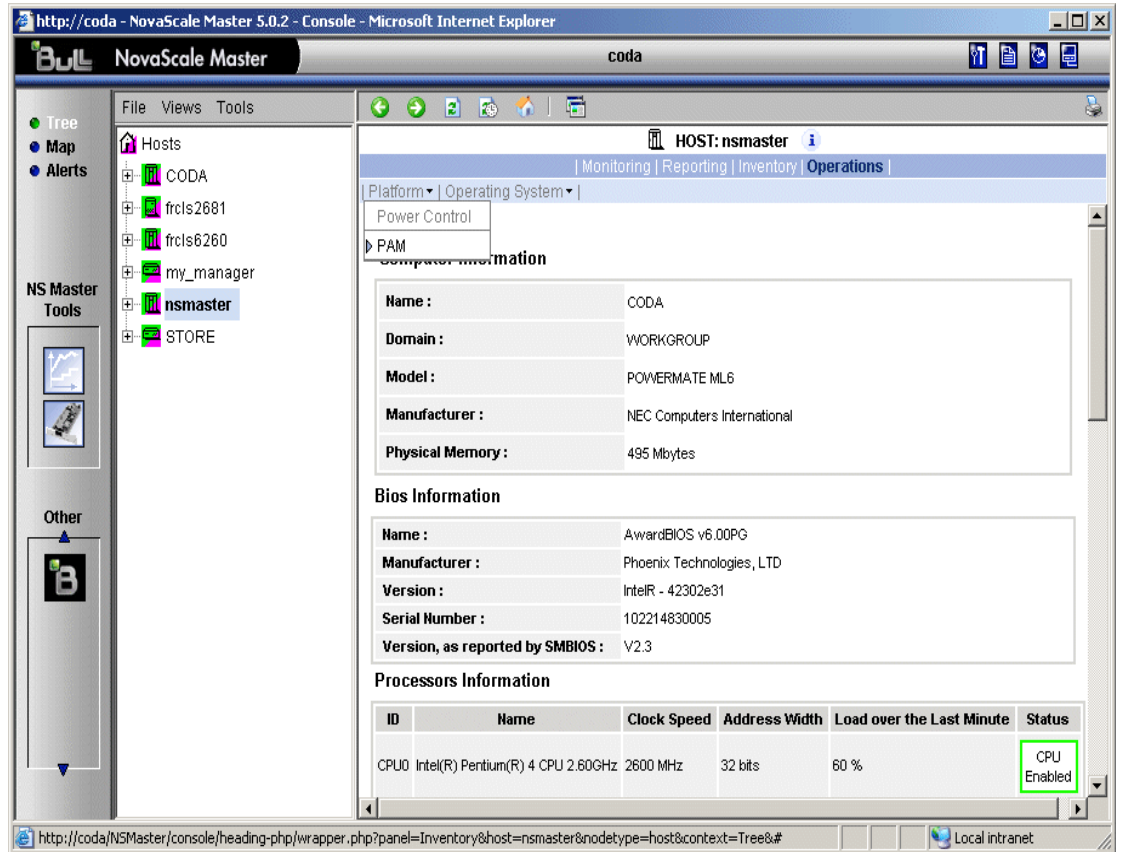 http://coda - NovaScale Master 5.0.2 - Console - Microsoft Internet Explorer
Bull NovaScale Master coda
File Views Tools
Tree
Map
Alerts
Hosts
CODA
frcls2681
frcls6260
my_manager
nsmaster
STORE
NS Master
Tools
Other
B
HOST: nsmaster i
| Monitoring | Reporting | Inventory | Operations |
| Platform | Operating System |
Power Control
PAM
Computer Information
Name : CODA
Domain : WORKGROUP
Model : POWERMATE ML6
Manufacturer : NEC Computers International
Physical Memory : 495 Mbytes
Bios Information
Name : AwardBIOS v6.00PG
Manufacturer : Phoenix Technologies, LTD
Version : IntelR - 42302e31
Serial Number : 102214830005
Version, as reported by SMBIOS : V2.3
Processors Information
ID Name Clock Speed Address Width Load over the Last Minute Status
CPU0 Intel(R) Pentium(R) 4 CPU 2.60GHz 2600 MHz 32 bits 60 % CPU Enabled
http://coda/NSMaster/console/heading-php/wrapper.php?panel=Inventory&host=nsmaster&nodetype=host&context=Tree&# Local intranet